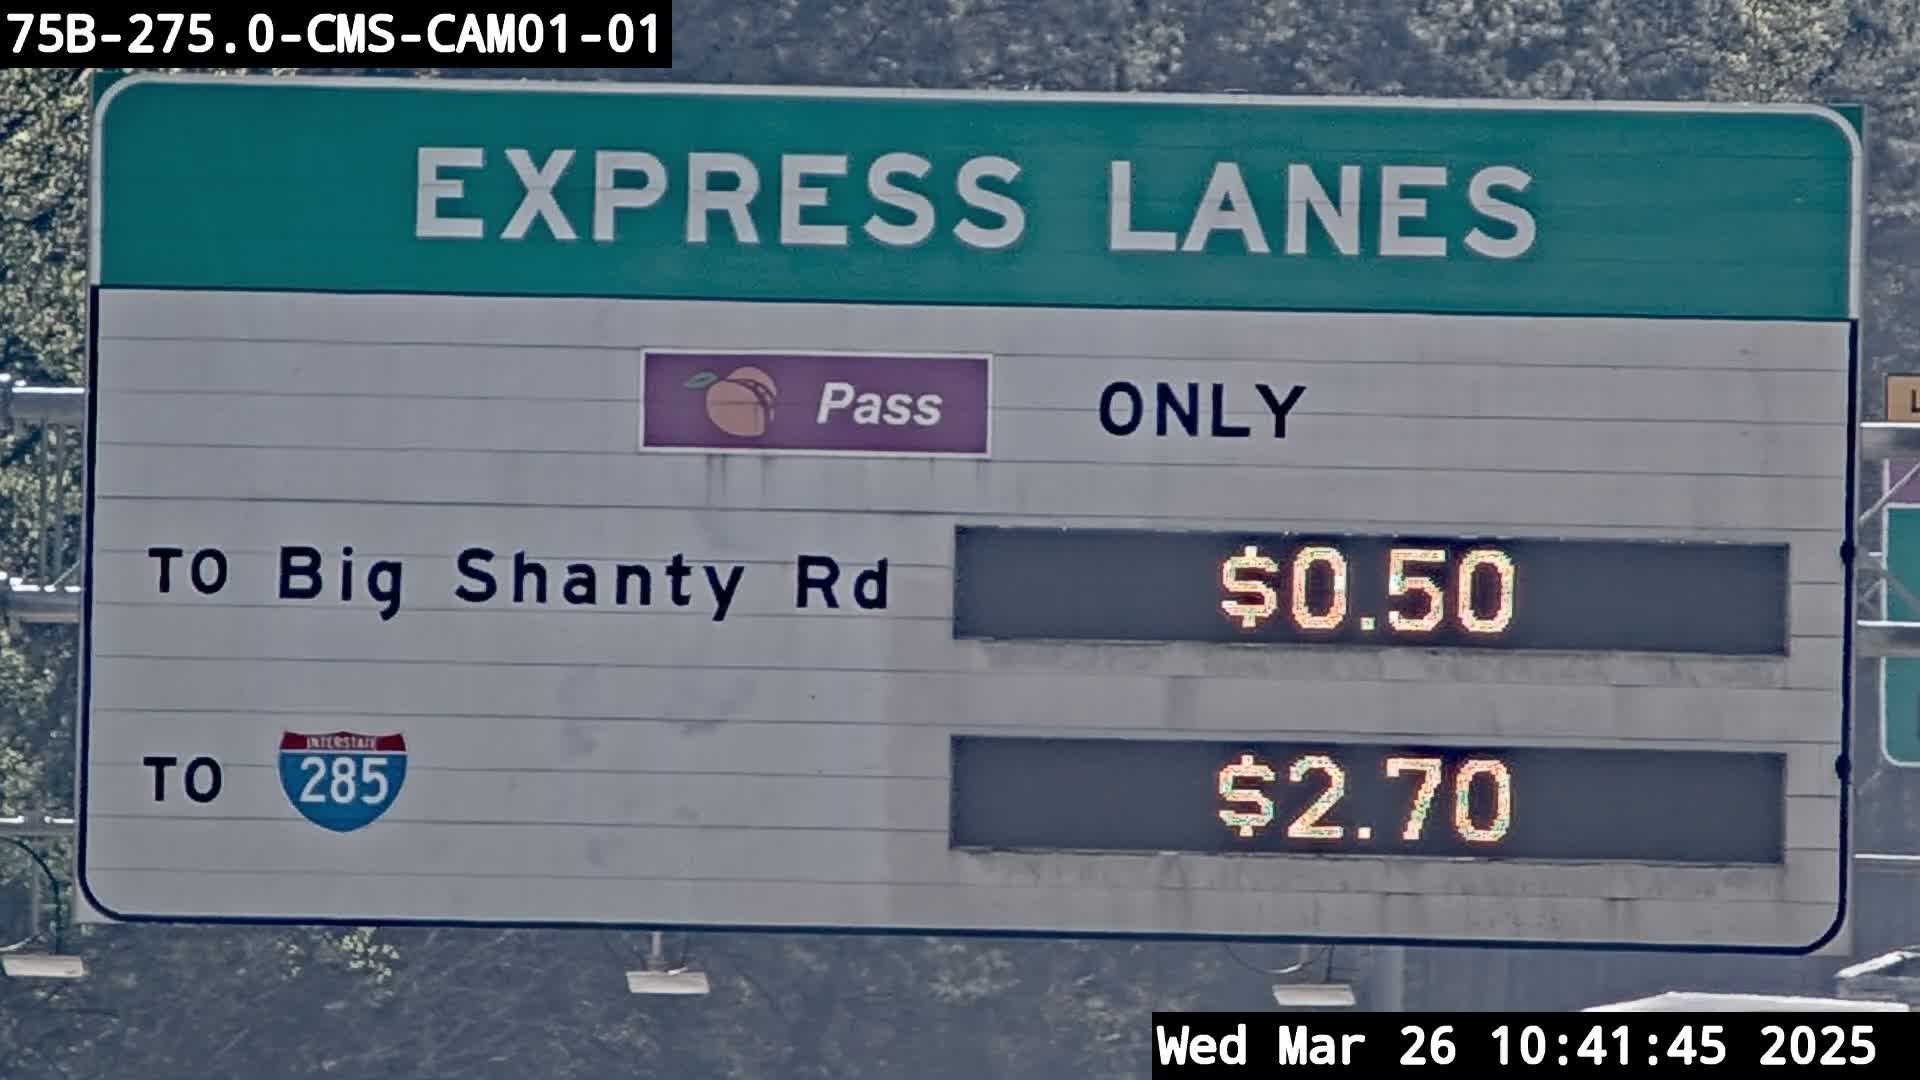 75B-275.0-CMS-CAM01-01
EXPRESS LANES
Pass ONLY
TO Big Shanty Rd $0.50
TO INTERSTATE 285 $2.70
Wed Mar 26 10:41:45 2025